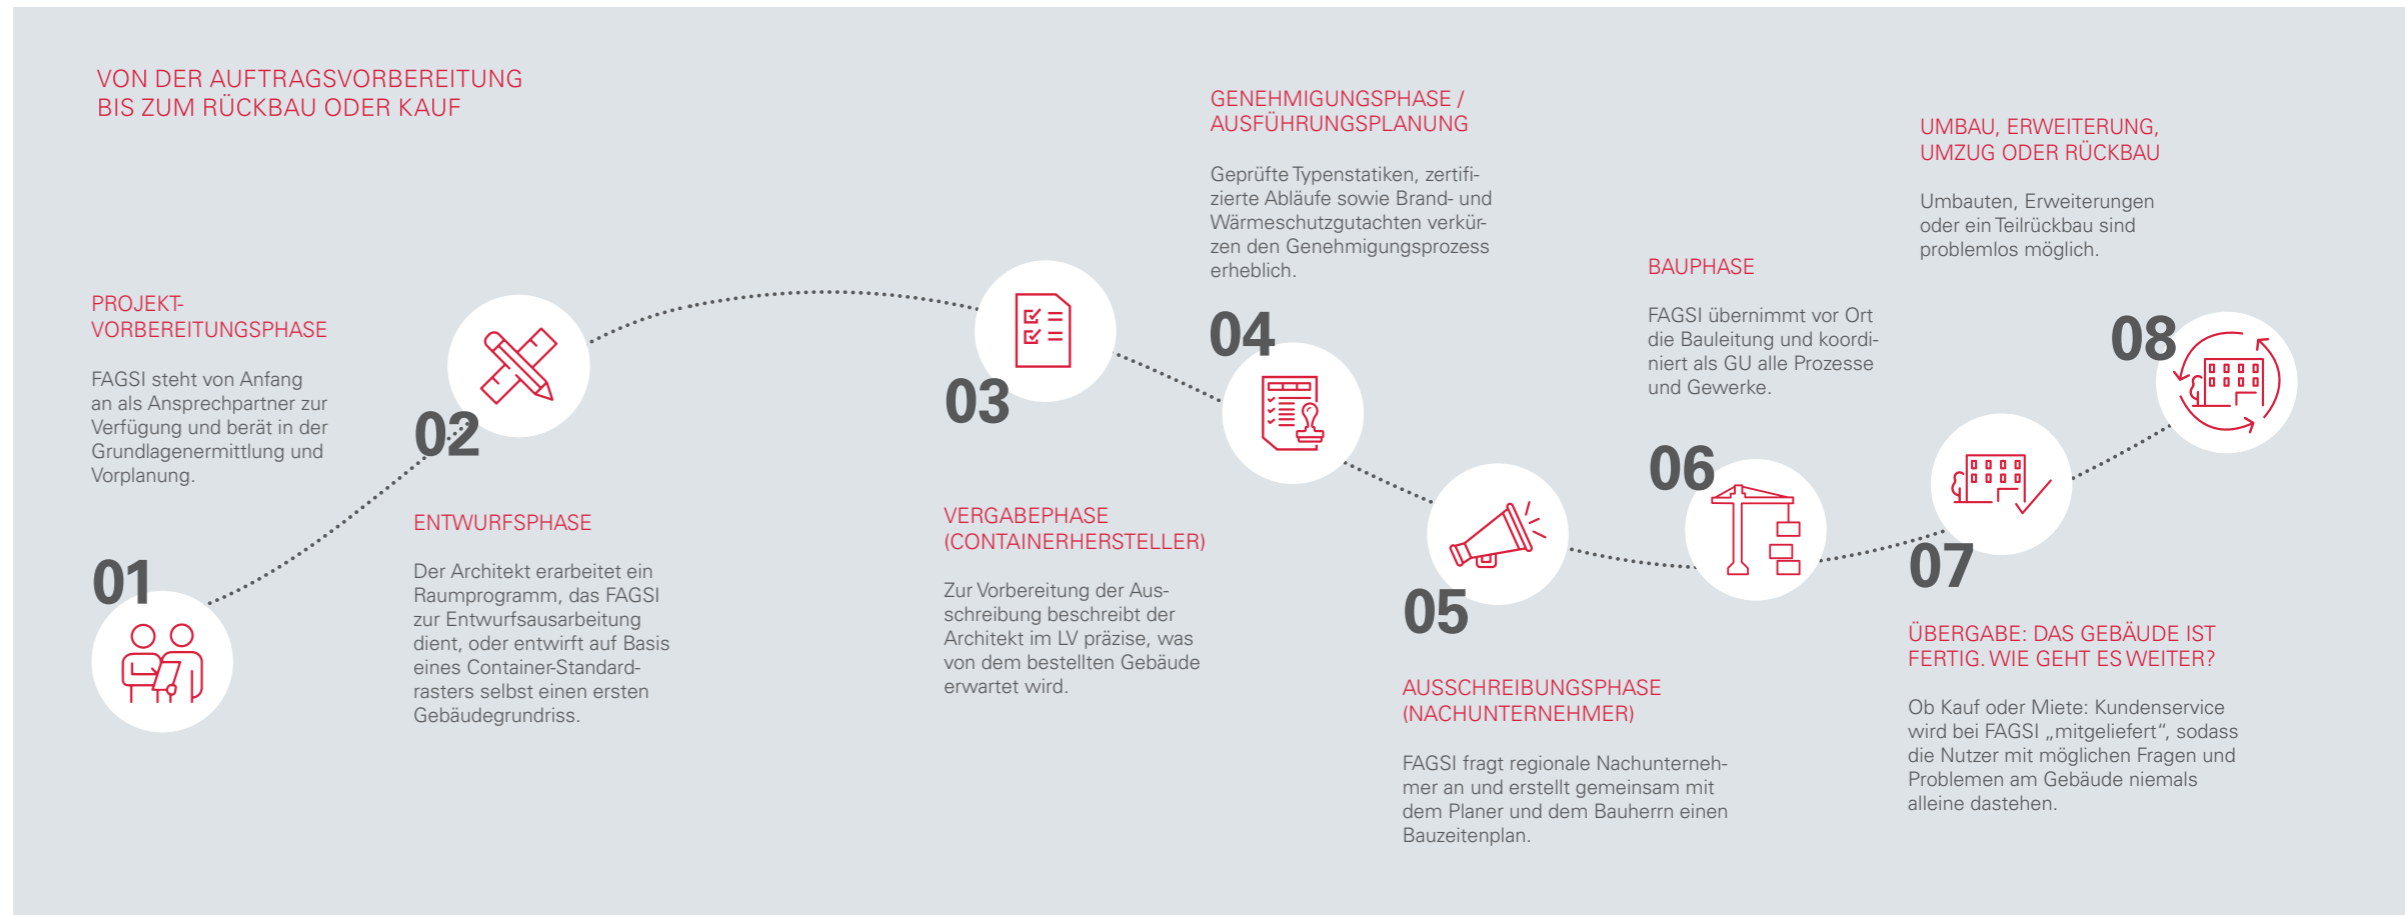 VON DER AUFTRAGSVORBEREITUNG
BIS ZUM RÜCKBAU ODER KAUF
PROJEKT-
VORBEREITUNGSPHASE
FAGSI steht von Anfang
an als Ansprechpartner zur
Verfügung und berät in der
Grundlagenermittlung und
Vorplanung.
01
02
ENTWURFSPHASE
Der Architekt erarbeitet ein
Raumprogramm, das FAGSI
zur Entwurfsausarbeitung
dient, oder entwirft auf Basis
eines Container-Standard-
rasters selbst einen ersten
Gebäudegrundriss.
03
VERGABEPHASE
(CONTAINERHERSTELLER)
Zur Vorbereitung der Aus-
schreibung beschreibt der
Architekt im LV präzise, was
von dem bestellten Gebäude
erwartet wird.
GENEHMIGUNGSPHASE /
AUSFÜHRUNGSPLANUNG
Geprüfte Typenstatiken, zertifi-
zierte Abläufe sowie Brand- und
Wärmeschutzgutachten verkür-
zen den Genehmigungsprozess
erheblich.
04
05
AUSSCHREIBUNGSPHASE
(NACHUNTERNEHMER)
FAGSI fragt regionale Nachunterneh-
mer an und erstellt gemeinsam mit
dem Planer und dem Bauherrn einen
Bauzeitenplan.
BAUPHASE
FAGSI übernimmt vor Ort
die Bauleitung und koordi-
niert als GU alle Prozesse
und Gewerke.
06
07
ÜBERGABE: DAS GEBÄUDE IST
FERTIG. WIE GEHT ES WEITER?
Ob Kauf oder Miete: Kundenservice
wird bei FAGSI „mitgeliefert“, sodass
die Nutzer mit möglichen Fragen und
Problemen am Gebäude niemals
alleine dastehen.
UMBAU, ERWEITERUNG,
UMZUG ODER RÜCKBAU
Umbauten, Erweiterungen
oder ein Teilrückbau sind
problemlos möglich.
08